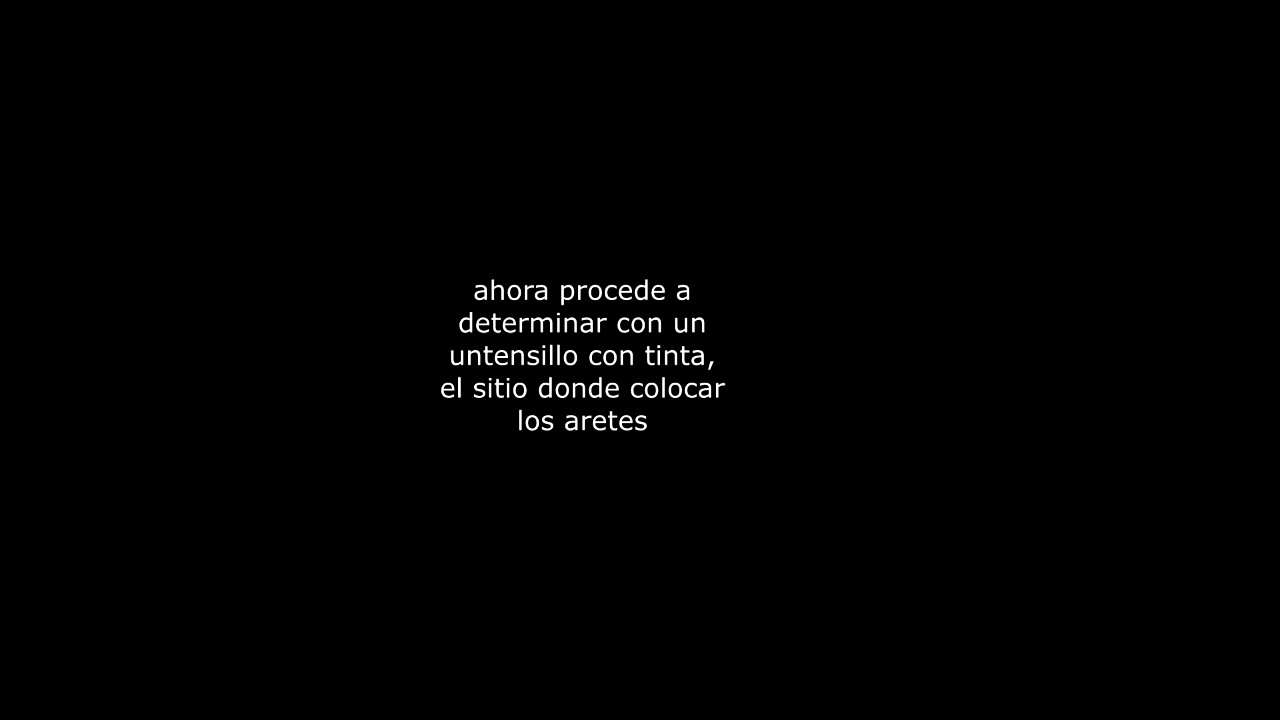 ahora procede a
determinar con un
untensillo con tinta,
el sitio donde colocar
los aretes